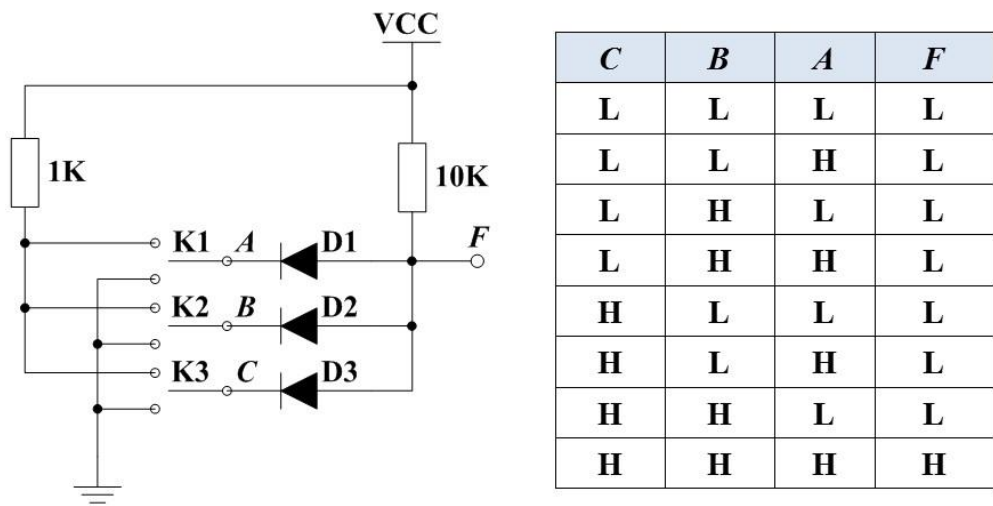 VCC
1K
10K
K1 A D1 F
K2 B D2
K3 C D3
C B A F
L L L L
L L H L
L H L L
L H H L
H L L L
H L H L
H H L L
H H H H